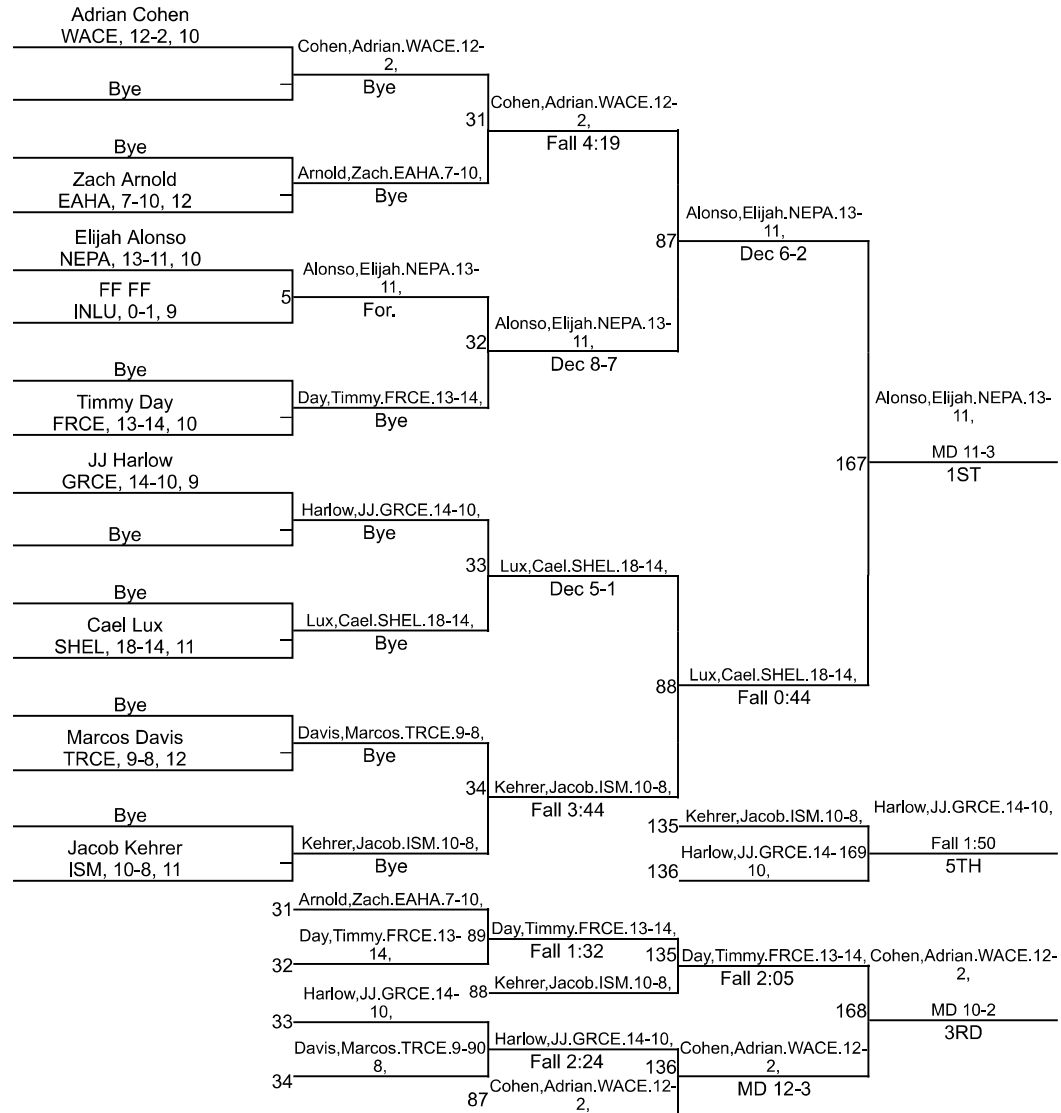 Adrian Cohen
WACE, 12-2, 10
Bye
Cohen,Adrian.WACE.12-
2,
Bye
Bye
Zach Arnold
EAHA, 7-10, 12
Arnold,Zach.EAHA.7-10,
Bye
31
Cohen,Adrian.WACE.12-
2,
Fall 4:19
Elijah Alonso
NEPA, 13-11, 10
FF FF
INLU, 0-1, 9
5
Alonso,Elijah.NEPA.13-
11,
For.
Bye
Timmy Day
FRCE, 13-14, 10
Day,Timmy.FRCE.13-14,
Bye
32
Alonso,Elijah.NEPA.13-
11,
Dec 8-7
87
Alonso,Elijah.NEPA.13-
11,
Dec 6-2
JJ Harlow
GRCE, 14-10, 9
Bye
Harlow,JJ.GRCE.14-10,
Bye
Bye
Cael Lux
SHEL, 18-14, 11
Lux,Cael.SHEL.18-14,
Bye
33
Lux,Cael.SHEL.18-14,
Dec 5-1
Bye
Marcos Davis
TRCE, 9-8, 12
Davis,Marcos.TRCE.9-8,
Bye
Bye
Jacob Kehrer
ISM, 10-8, 11
Kehrer,Jacob.ISM.10-8,
Bye
34
Kehrer,Jacob.ISM.10-8,
Fall 3:44
88
Lux,Cael.SHEL.18-14,
Fall 0:44
167
Alonso,Elijah.NEPA.13-
11,
MD 11-3
1ST
135
Kehrer,Jacob.ISM.10-8,
136
Harlow,JJ.GRCE.14-
10,
169
Harlow,JJ.GRCE.14-10,
Fall 1:50
5TH
31
Arnold,Zach.EAHA.7-10,
32
Day,Timmy.FRCE.13-
14,
89
Day,Timmy.FRCE.13-14,
Fall 1:32
88
Kehrer,Jacob.ISM.10-8,
135
Day,Timmy.FRCE.13-14,
Fall 2:05
33
Harlow,JJ.GRCE.14-
10,
34
Davis,Marcos.TRCE.9-
8,
90
Harlow,JJ.GRCE.14-10,
Fall 2:24
87
Cohen,Adrian.WACE.12-
2,
136
Cohen,Adrian.WACE.12-
2,
MD 12-3
168
Cohen,Adrian.WACE.12-
2,
MD 10-2
3RD